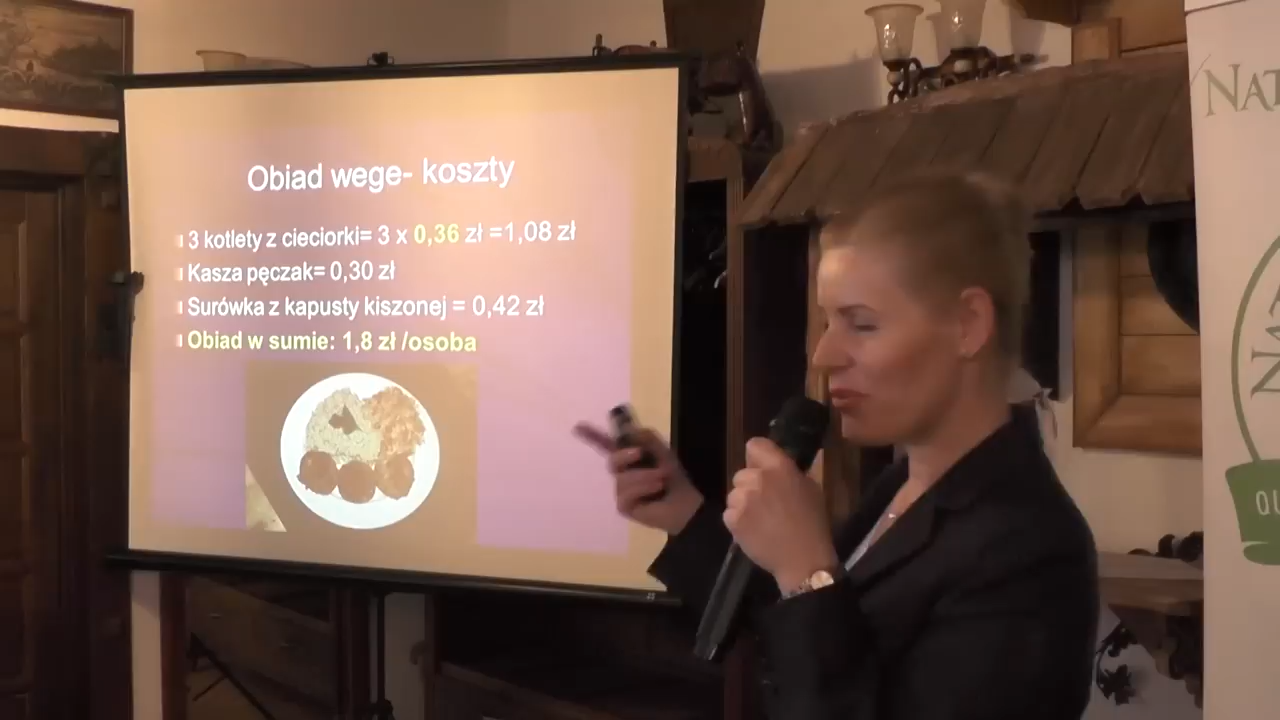 Obiad wege- koszty
3 kotlety z cieciorki= 3 x 0,36 zł =1,08 zł
Kasza pęczak= 0,30 zł
Surówka z kapusty kiszonej = 0,42 zł
Obiad w sumie: 1,8 zł /osoba